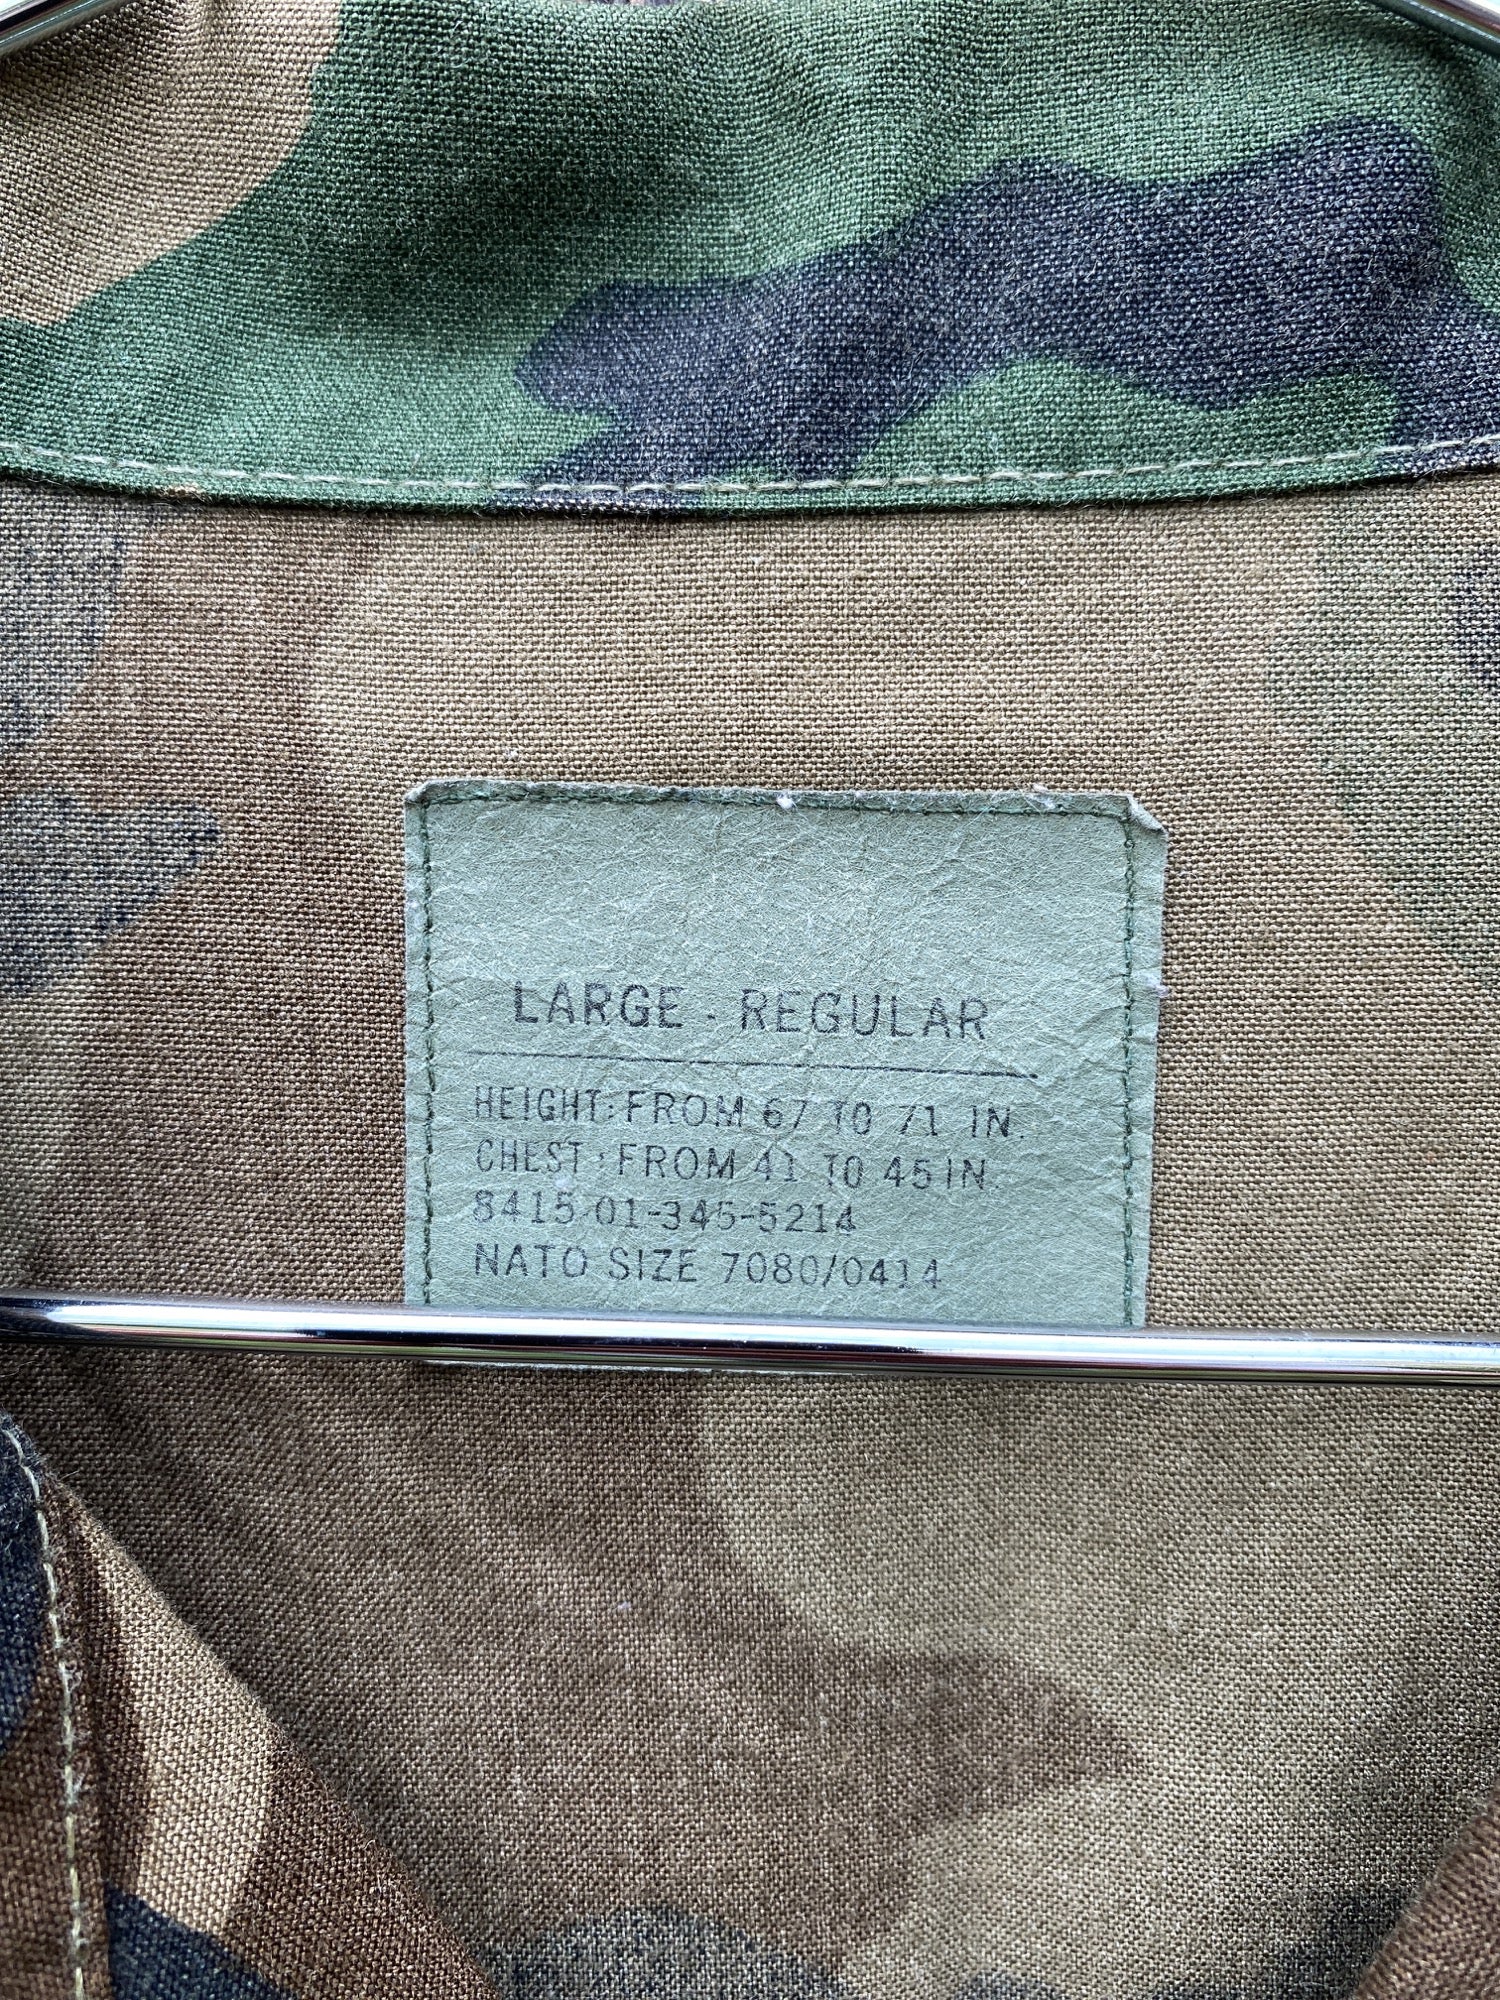 LARGE - REGULAR
HEIGHT: FROM 67 TO 71 IN.
CHEST: FROM 41 TO 45 IN.
8415/01-345-5214
NATO SIZE 7080/0414